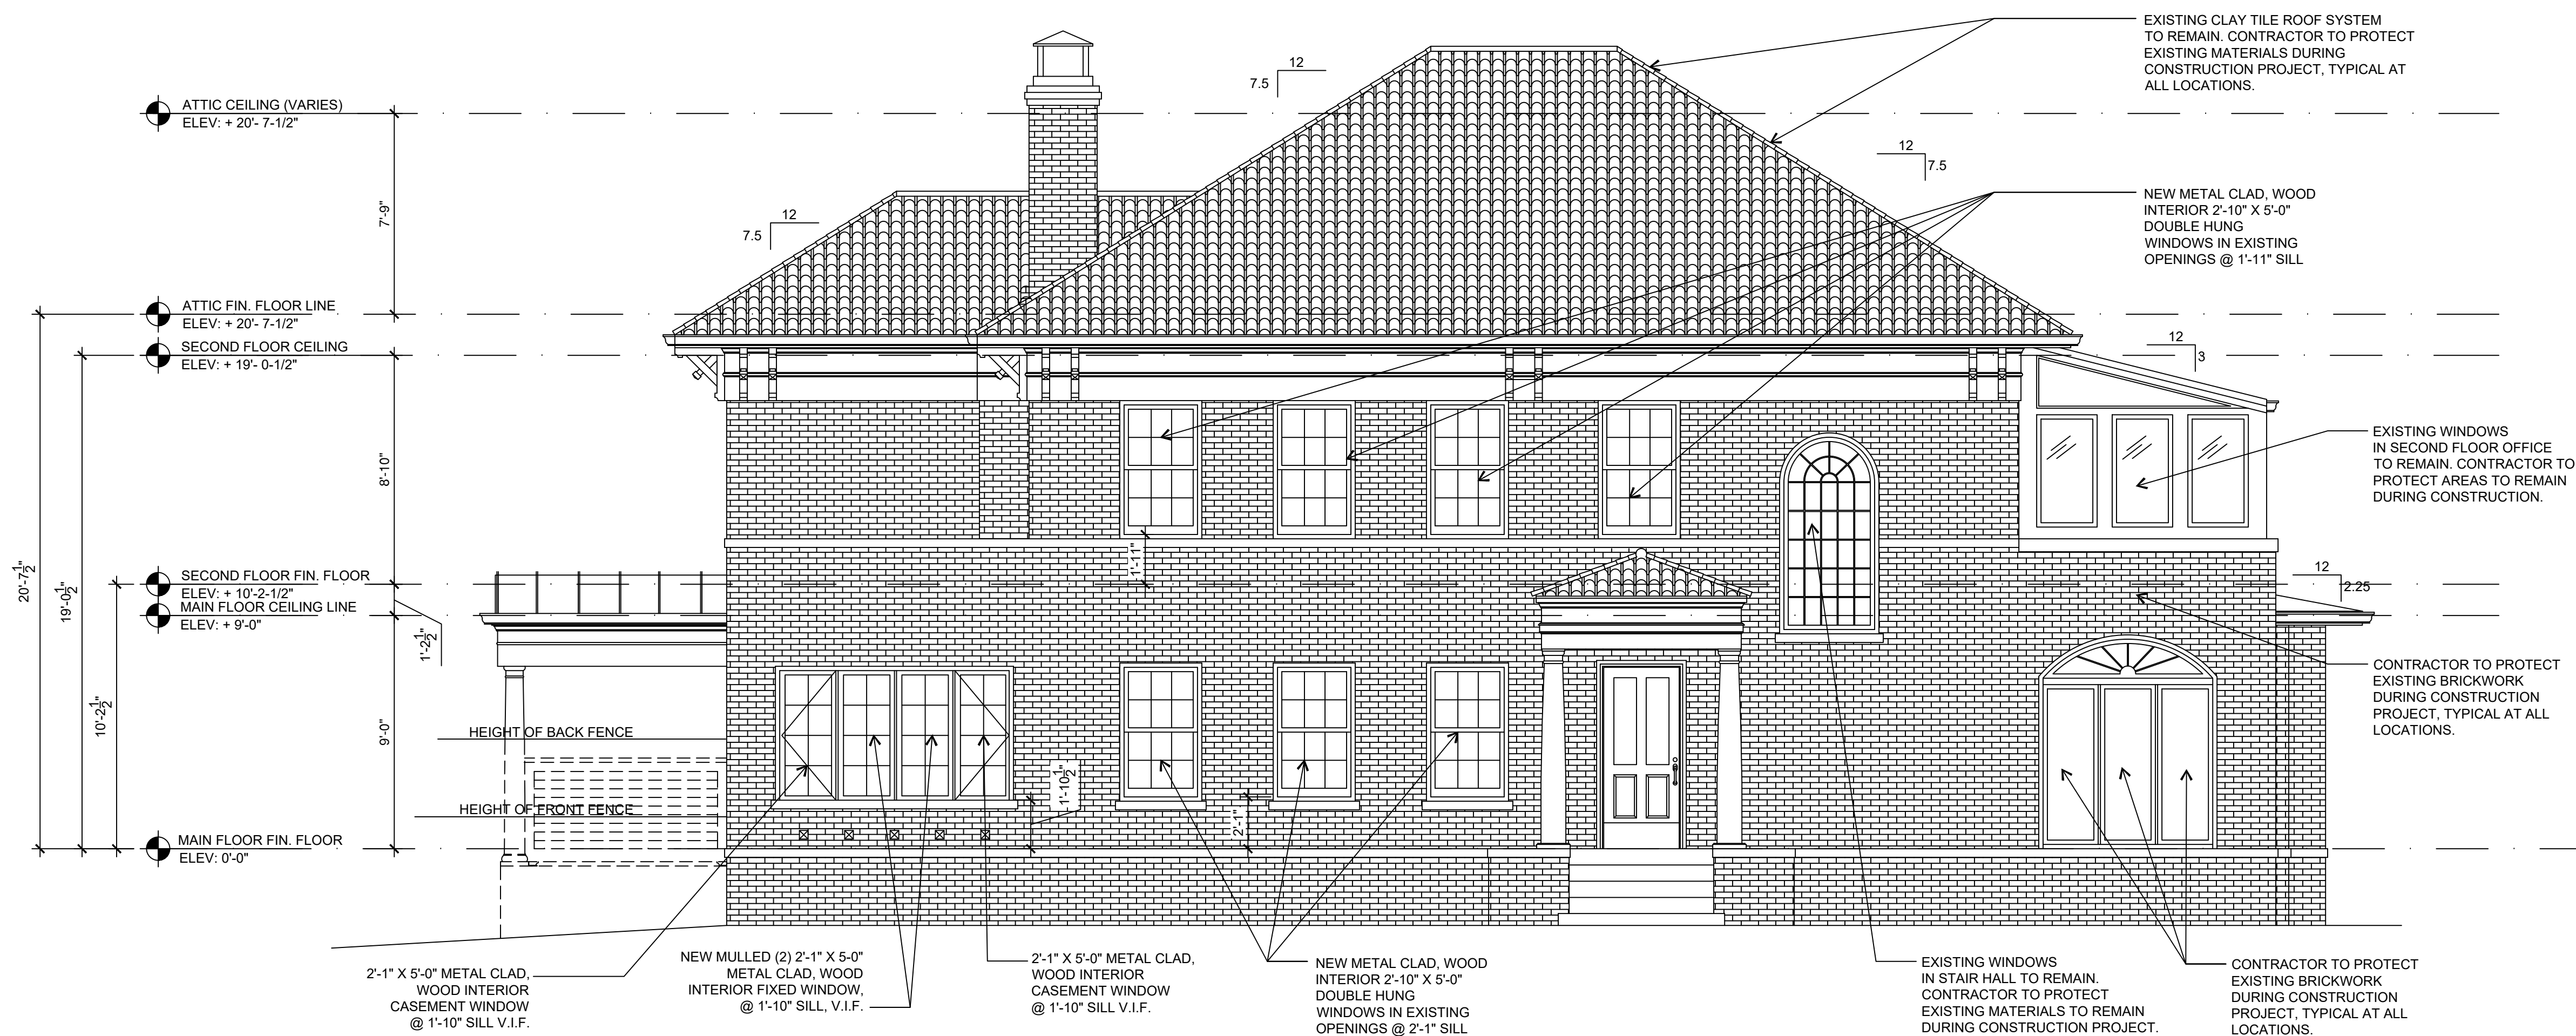 EXISTING CLAY TILE ROOF SYSTEM
TO REMAIN. CONTRACTOR TO PROTECT
EXISTING MATERIALS DURING
CONSTRUCTION PROJECT, TYPICAL AT
ALL LOCATIONS.
12
7.5
ATTIC CEILING (VARIES)
ELEV: + 20'- 7-1/2"
12
7.5
NEW METAL CLAD, WOOD
INTERIOR 2'-10" X 5'-0"
DOUBLE HUNG
WINDOWS IN EXISTING
OPENINGS @ 1'-11" SILL
7'-9"
12
7.5
ATTIC FIN. FLOOR LINE
ELEV: + 20'- 7-1/2"
SECOND FLOOR CEILING
ELEV: + 19'- 0-1/2"
12
3
EXISTING WINDOWS
IN SECOND FLOOR OFFICE
TO REMAIN. CONTRACTOR TO
PROTECT AREAS TO REMAIN
DURING CONSTRUCTION.
8'-10"
1'-11"
20'-7 1/2"
19'-0 1/2"
SECOND FLOOR FIN. FLOOR
ELEV: + 10'-2-1/2"
MAIN FLOOR CEILING LINE
ELEV: + 9'-0"
12
2.25
1'-2 1/2"
CONTRACTOR TO PROTECT
EXISTING BRICKWORK
DURING CONSTRUCTION
PROJECT, TYPICAL AT ALL
LOCATIONS.
10'-2 1/2"
9'-0"
HEIGHT OF BACK FENCE
1'-10 1/2"
HEIGHT OF FRONT FENCE
2'-1"
MAIN FLOOR FIN. FLOOR
ELEV: 0'-0"
2'-1" X 5'-0" METAL CLAD,
WOOD INTERIOR
CASEMENT WINDOW
@ 1'-10" SILL V.I.F.
NEW MULLED (2) 2'-1" X 5-0"
METAL CLAD, WOOD
INTERIOR FIXED WINDOW,
@ 1'-10" SILL, V.I.F.
2'-1" X 5'-0" METAL CLAD,
WOOD INTERIOR
CASEMENT WINDOW
@ 1'-10" SILL V.I.F.
NEW METAL CLAD, WOOD
INTERIOR 2'-10" X 5'-0"
DOUBLE HUNG
WINDOWS IN EXISTING
OPENINGS @ 2'-1" SILL
EXISTING WINDOWS
IN STAIR HALL TO REMAIN.
CONTRACTOR TO PROTECT
EXISTING MATERIALS TO REMAIN
DURING CONSTRUCTION PROJECT.
CONTRACTOR TO PROTECT
EXISTING BRICKWORK
DURING CONSTRUCTION
PROJECT, TYPICAL AT ALL
LOCATIONS.